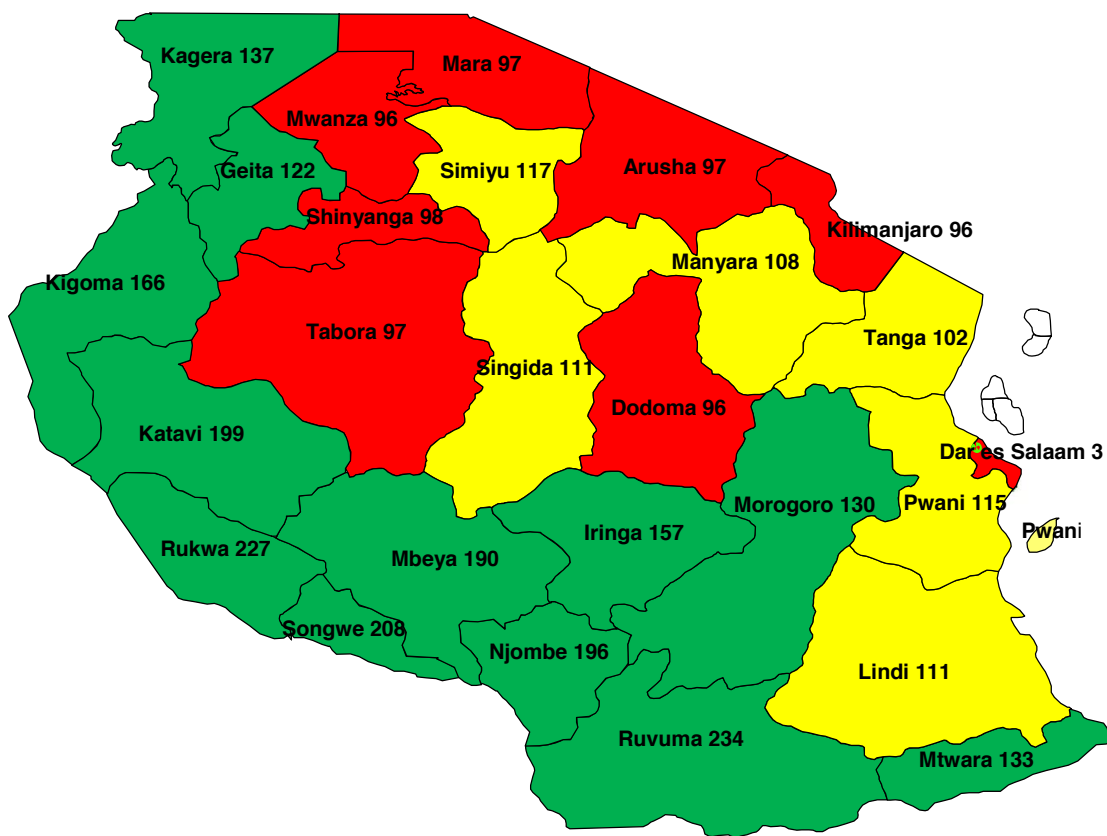 Kagera 137
Mara 97
Mwanza 96
Simiyu 117
Arusha 97
Geita 122
Shinyanga 98
Kilimanjaro 96
Manyara 108
Kigoma 166
Tabora 97
Tanga 102
Singida 111
Dodoma 96
Katavi 199
Dar es Salaam 3
Morogoro 130
Pwani 115
Pwani
Iringa 157
Rukwa 227
Mbeya 190
Songwe 208
Njombe 196
Lindi 111
Ruvuma 234
Mtwara 133